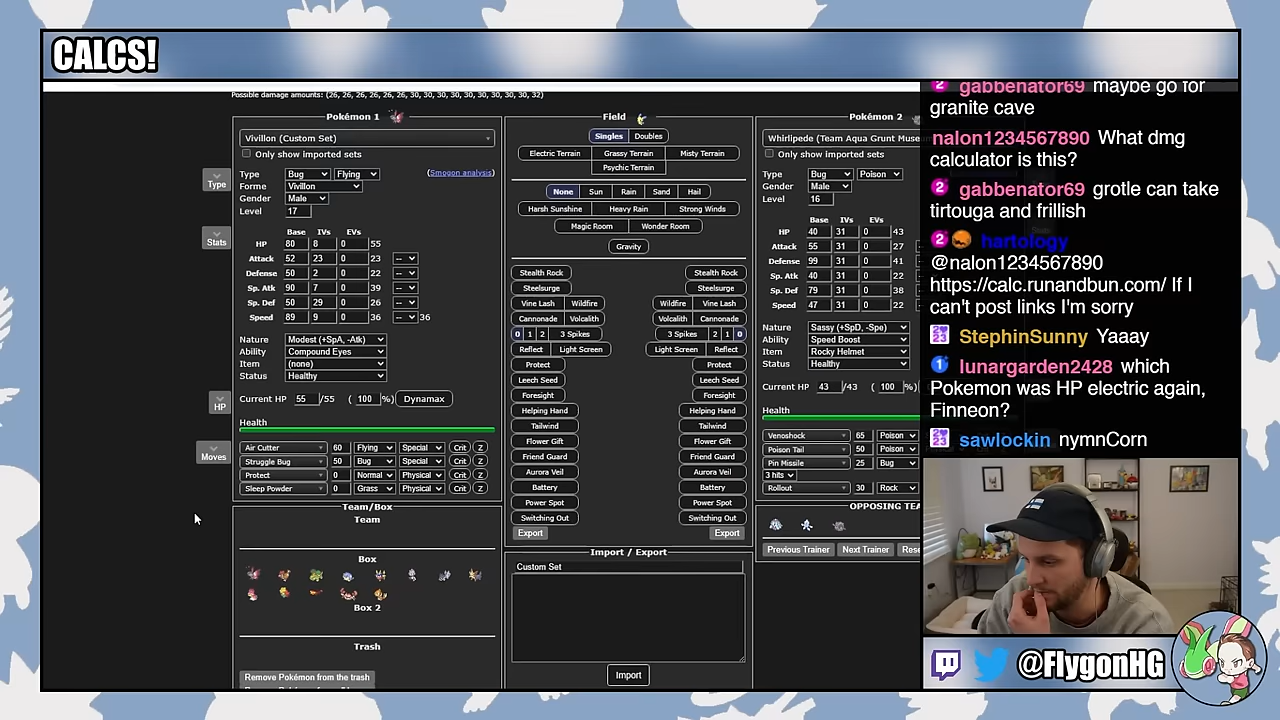 CALCS!
Possible damage amounts: (26, 26, 26, 26, 26, 26, 30, 30, 30, 30, 30, 30, 30, 30, 30, 32)
Pokémon 1
Vivillon (Custom Set)
Only show imported sets
Type Bug Flying (Smogon analysis)
Forme Vivillon
Gender Male
Level 17
Base IVs EVs
HP 80 8 0 55
Attack 52 23 0 23 --
Defense 50 2 0 22 --
Sp. Atk 90 7 0 38 --
Sp. Def 50 29 0 26 --
Speed 89 9 0 36 -- 36
Nature Modest (+SpA, -Atk)
Ability Compound Eyes
Item (none)
Status Healthy
Current HP 55 /55 ( 100 %) Dynamax
Health
Air Cutter 60 Flying Special Crit Z
Struggle Bug 50 Bug Special Crit Z
Protect 0 Normal Physical Crit Z
Sleep Powder 0 Grass Physical Crit Z
Type
Stats
HP
Moves
Team/Box
Team
Box
Box 2
Trash
Remove Pokémon from the trash
Field
Singles Doubles
Electric Terrain Grassy Terrain Misty Terrain
Psychic Terrain
None Sun Rain Sand Hail
Harsh Sunshine Heavy Rain Strong Winds
Magic Room Wonder Room
Gravity
Stealth Rock Stealth Rock
Steelsurge Steelsurge
Vine Lash Wildfire Wildfire Vine Lash
Cannonade Volcalith Volcalith Cannonade
0 1 2 3 Spikes 3 Spikes 2 1 0
Reflect Light Screen Light Screen Reflect
Protect Protect
Leech Seed Leech Seed
Foresight Foresight
Helping Hand Helping Hand
Tailwind Tailwind
Flower Gift Flower Gift
Friend Guard Friend Guard
Aurora Veil Aurora Veil
Battery Battery
Power Spot Power Spot
Switching Out Switching Out
Export Export
Import / Export
Custom Set
Import
Pokémon 2
Whirlipede (Team Aqua Grunt Muse
Only show imported sets
Type Bug Poison
Gender Male
Level 16
Base IVs EVs
HP 40 31 0 43
Attack 55 31 0 27
Defense 99 31 0 41
Sp. Atk 40 31 0 22
Sp. Def 79 31 0 38
Speed 47 31 0 22
Nature Sassy (+SpD, -Spe)
Ability Speed Boost
Item Rocky Helmet
Status Healthy
Current HP 43 /43 ( 100 %)
Health
Venoshock 65 Poison
Poison Tail 50 Poison
Pin Missile 25 Bug
3 hits
Rollout 30 Rock
OPPOSING TEA
Previous Trainer Next Trainer Rese
gabbenator69 maybe go for
granite cave
nalon1234567890 What dmg
calculator is this?
2 gabbenator69 grotle can take
tirtouga and frillish
2 hartology
@nalon1234567890
https://calc.runandbun.com/ If I
can't post links I'm sorry
StephinSunny Yaaay
1 lunargarden2428 which
Pokemon was HP electric again,
Finneon?
sawlockin nymnCorn
@FlygonHG